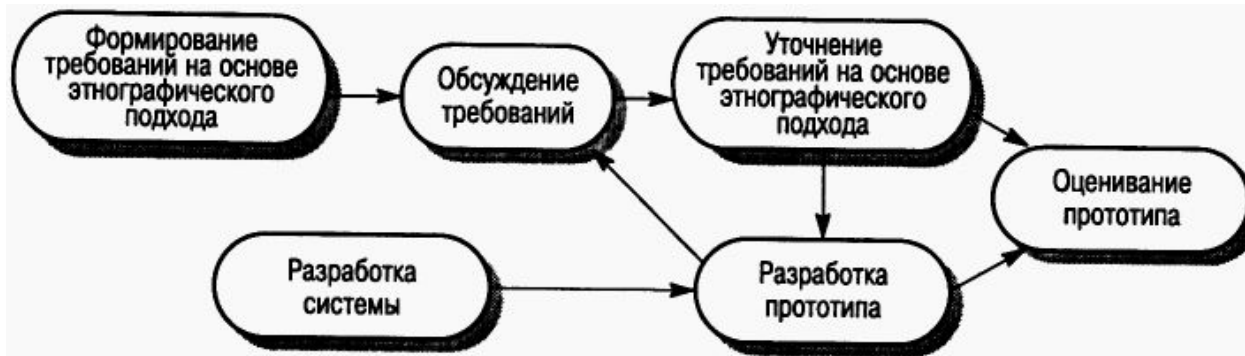 Формирование
требований на основе
этнографического
подхода
Обсуждение
требований
Уточнение
требований на основе
этнографического
подхода
Оценивание
прототипа
Разработка
системы
Разработка
прототипа